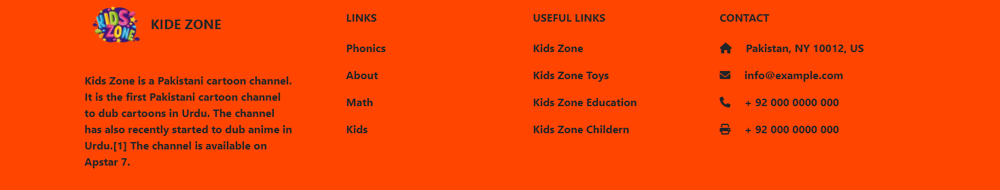 KIDS ZONE
KIDE ZONE
Kids Zone is a Pakistani cartoon channel.
It is the first Pakistani cartoon channel
to dub cartoons in Urdu. The channel
has also recently started to dub anime in
Urdu.[1] The channel is available on
Apstar 7.
LINKS
Phonics
About
Math
Kids
USEFUL LINKS
Kids Zone
Kids Zone Toys
Kids Zone Education
Kids Zone Childern
CONTACT
Pakistan, NY 10012, US
info@example.com
+ 92 000 0000 000
+ 92 000 0000 000